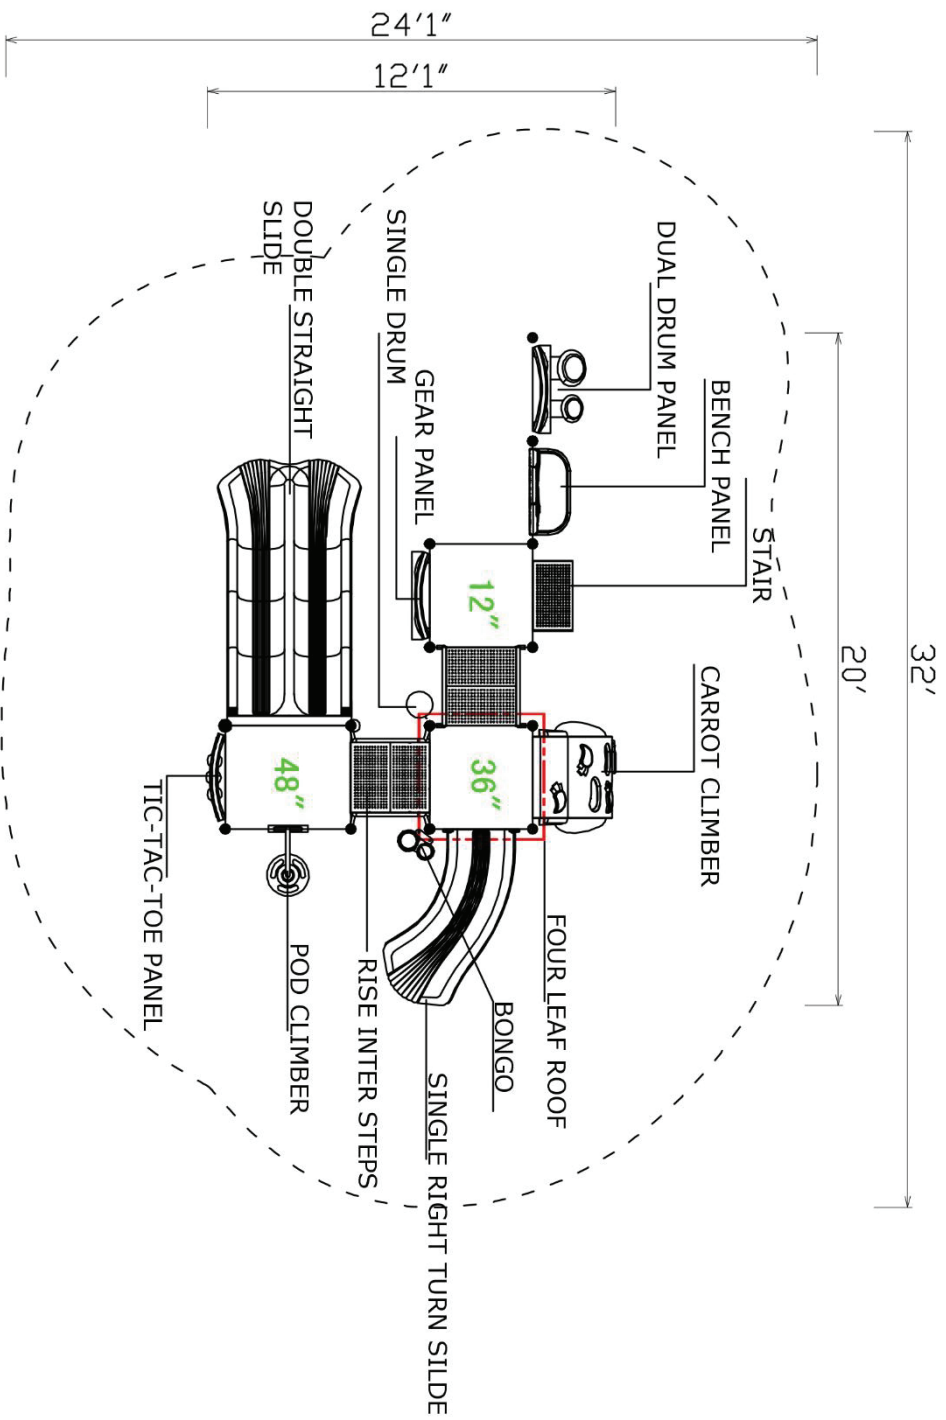 24'1"
12'1"
32'
20'
DUAL DRUM PANEL
BENCH PANEL
STAIR
CARROT CLIMBER
FOUR LEAF ROOF
BONGO
SINGLE RIGHT TURN SILDE
RISE INTER STEPS
POD CLIMBER
TIC-TAC-TOE PANEL
DOUBLE STRAIGHT
SLIDE
SINGLE DRUM
GEAR PANEL
12"
36"
48"